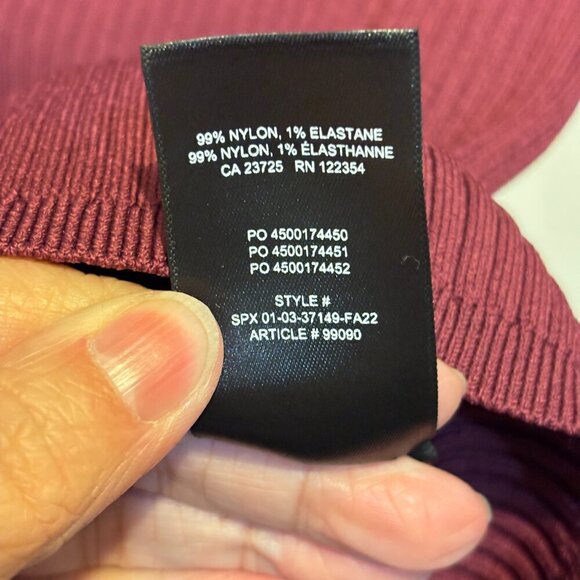 99% NYLON, 1% ELASTANE
99% NYLON, 1% ÉLASTHANNE
CA 23725 RN 122354
PO 4500174450
PO 4500174451
PO 4500174452
STYLE #
SPX 01-03-37149-FA22
ARTICLE # 99090